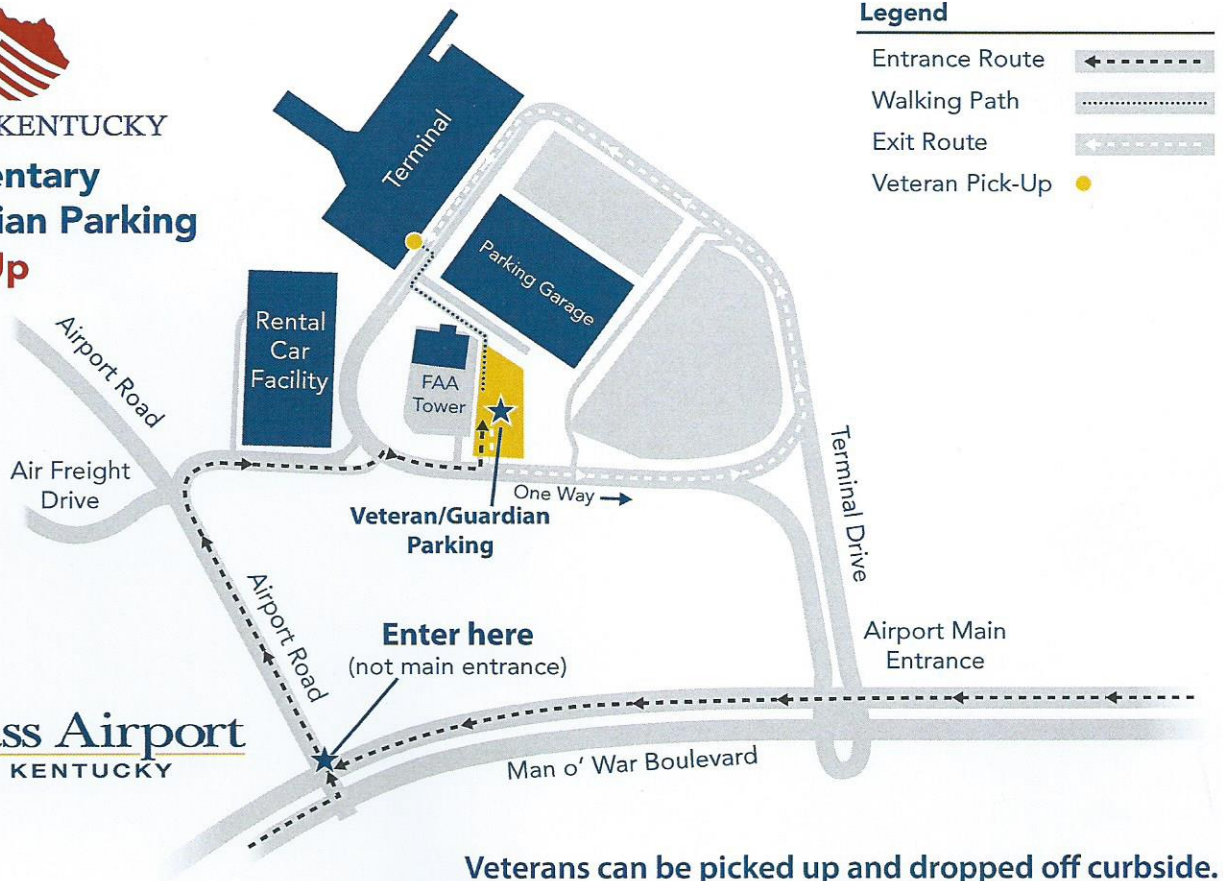 KENTUCKY
entary
ian Parking
Up
Legend
Entrance Route
Walking Path
Exit Route
Veteran Pick-Up
Terminal
Parking Garage
Rental
Car
Facility
FAA
Tower
Airport Road
Air Freight
Drive
One Way
Veteran/Guardian
Parking
Terminal Drive
Airport Road
Enter here
(not main entrance)
Airport Main
Entrance
ss Airport
KENTUCKY
Man o' War Boulevard
Veterans can be picked up and dropped off curbside.